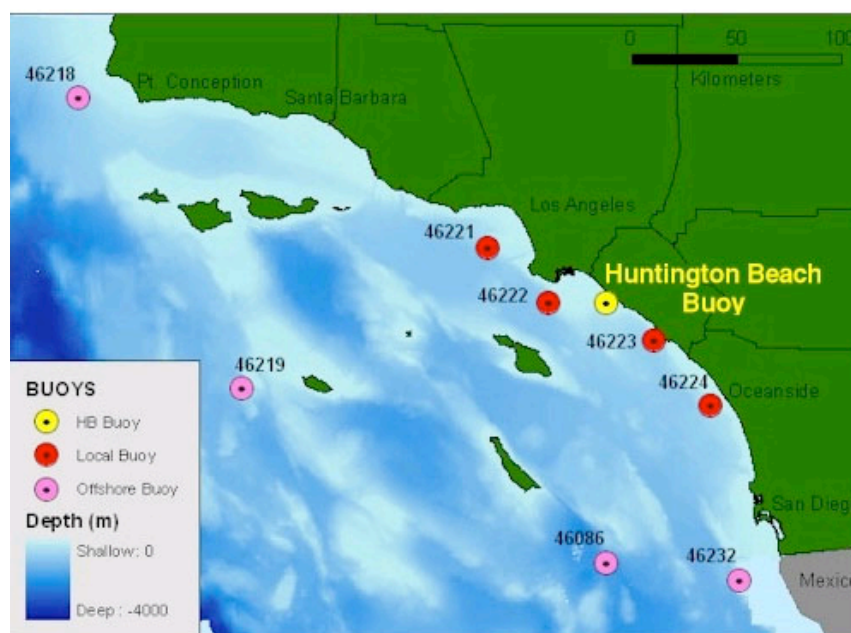 0 50 100
Kilometers
46218
Pt. Conception
Santa Barbara
Los Angeles
46221
46222
Huntington Beach
Buoy
46223
46219
46224
Oceanside
BUOYS
HB Buoy
Local Buoy
Offshore Buoy
Depth (m)
Shallow: 0
Deep : -4000
San Dieg
46086
46232
Mexico